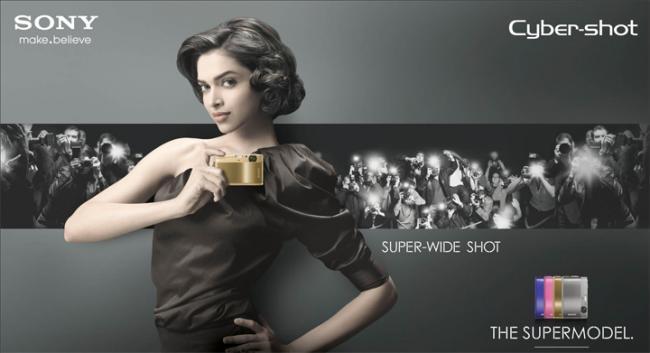 SONY
make.believe
Cyber-shot
SUPER-WIDE SHOT
THE SUPERMODEL.